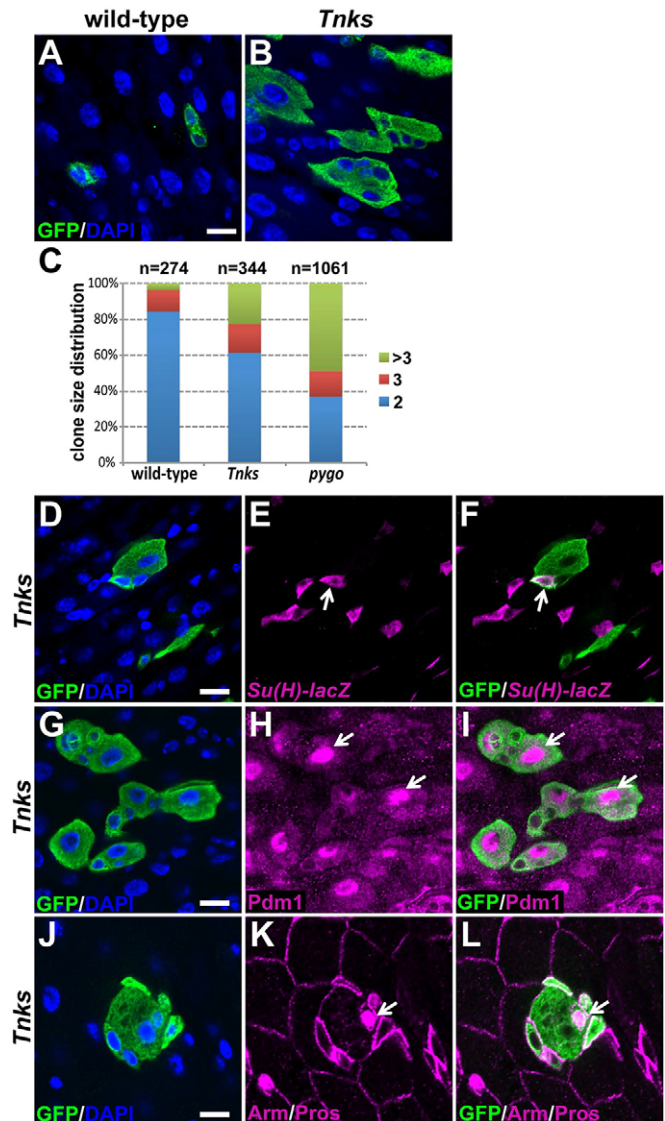 wild-type Tnks
A B
GFP/DAPI
C
n=274 n=344 n=1061
100%
80%
60%
40%
20%
0%
clone size distribution
>3
3
2
wild-type Tnks pygo
Tnks
D E F
GFP/DAPI Su(H)-lacZ GFP/Su(H)-lacZ
Tnks
G H I
GFP/DAPI Pdm1 GFP/Pdm1
Tnks
J K L
GFP/DAPI Arm/Pros GFP/Arm/Pros